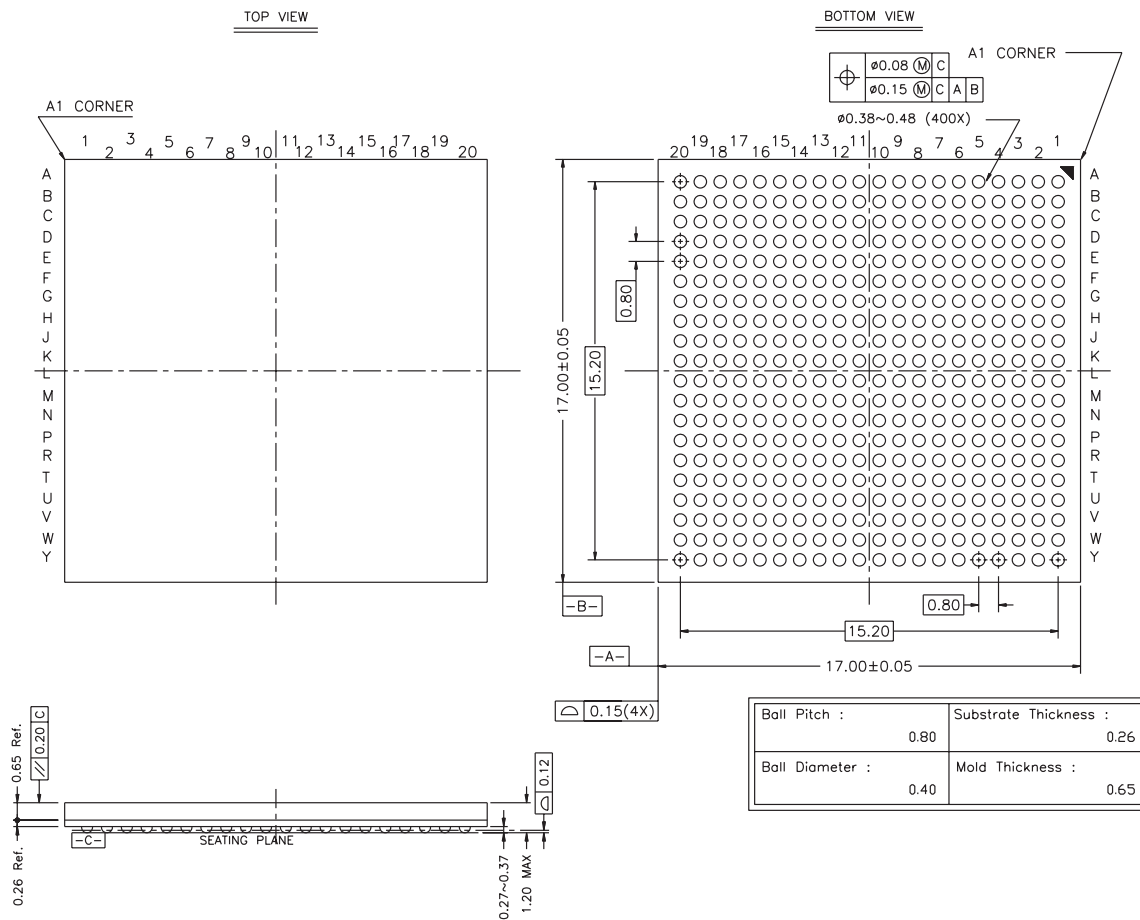 TOP VIEW
BOTTOM VIEW
A1 CORNER
1 2 3 4 5 6 7 8 9 10 11 12 13 14 15 16 17 18 19 20
A
B
C
D
E
F
G
H
J
K
L
M
N
P
R
T
U
V
W
Y
⌖ ø0.08 Ⓜ C
ø0.15 Ⓜ C A B
A1 CORNER
ø0.38~0.48 (400X)
20 19 18 17 16 15 14 13 12 11 10 9 8 7 6 5 4 3 2 1
A
B
C
D
E
F
G
H
J
K
L
M
N
P
R
T
U
V
W
Y
0.80
15.20
17.00±0.05
-B-
0.80
15.20
-A-
17.00±0.05
⌓ 0.15(4X)
Ball Pitch : 0.80
Substrate Thickness : 0.26
Ball Diameter : 0.40
Mold Thickness : 0.65
0.65 Ref.
// 0.20 C
0.26 Ref.
-C-
SEATING PLANE
⌓ 0.12
0.27~0.37
1.20 MAX